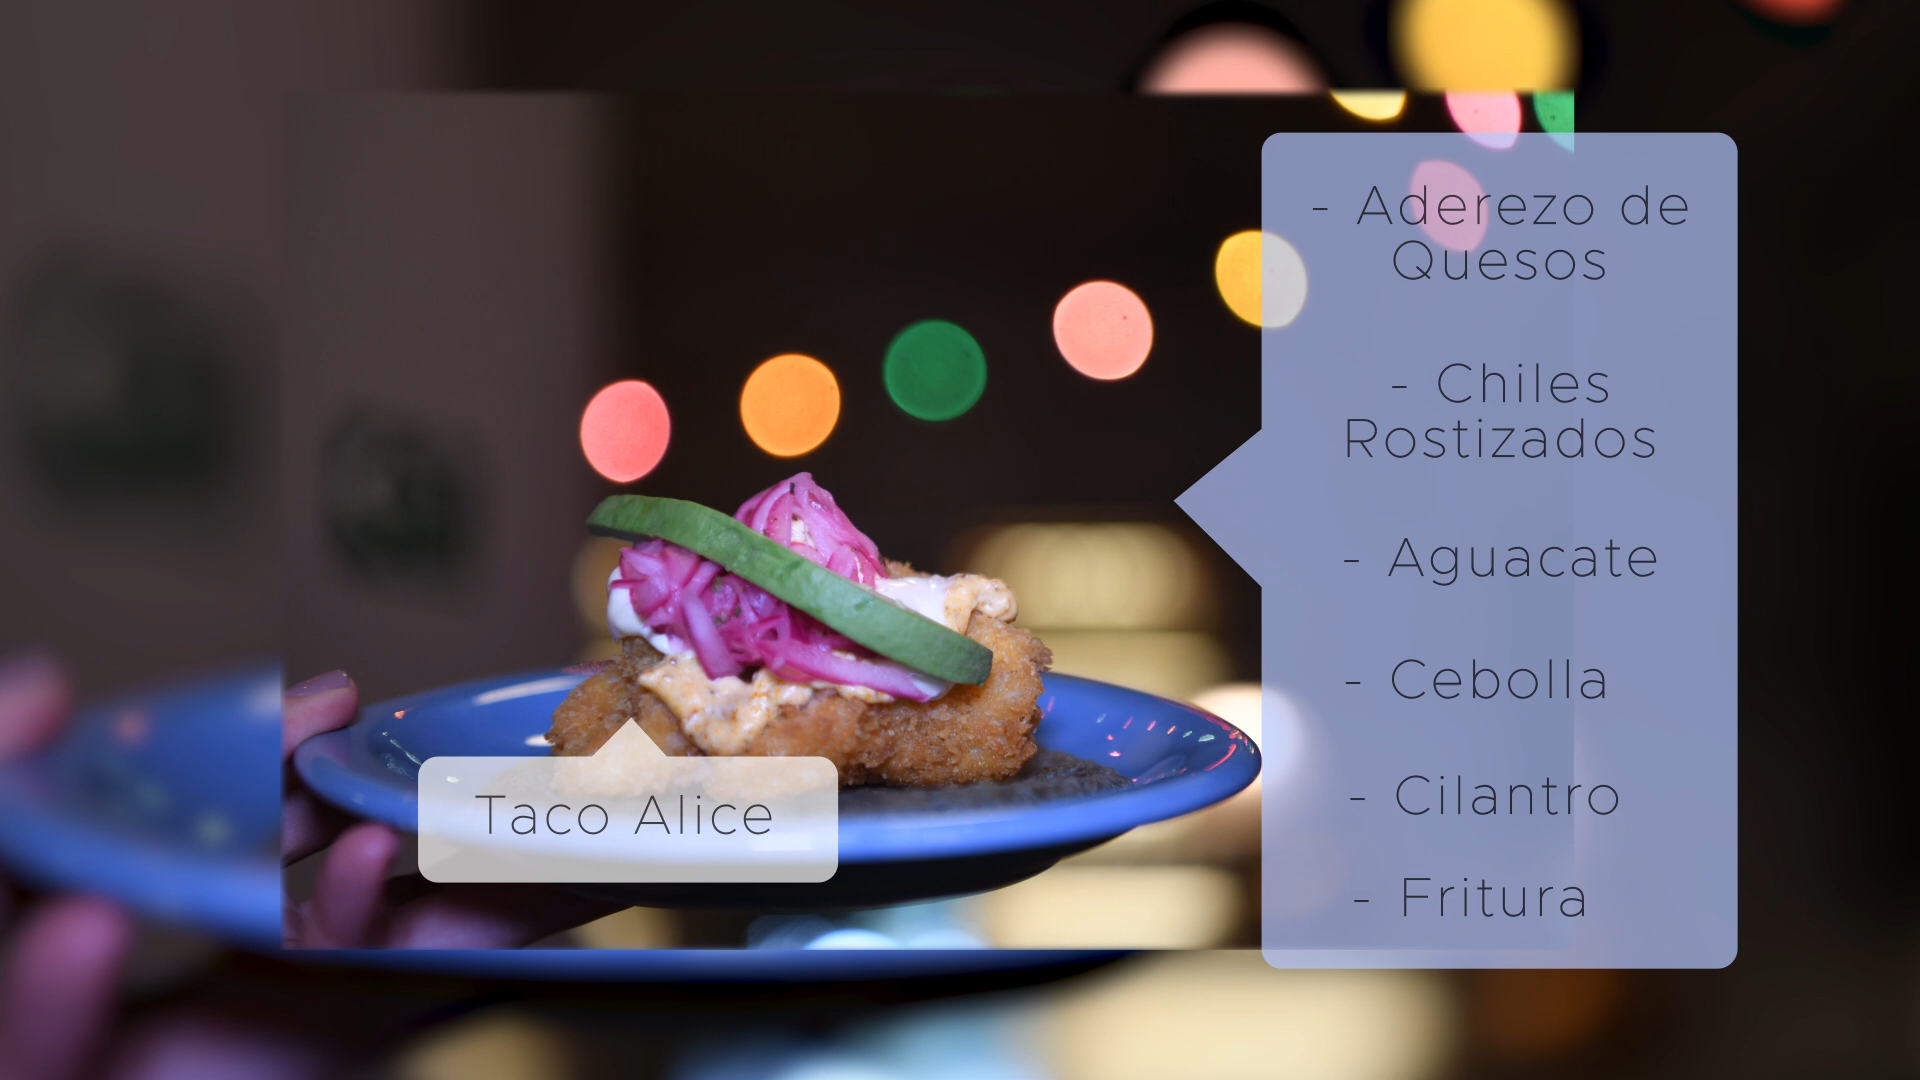 - Aderezo de
Quesos
- Chiles
Rostizados
- Aguacate
- Cebolla
- Cilantro
- Fritura
Taco Alice